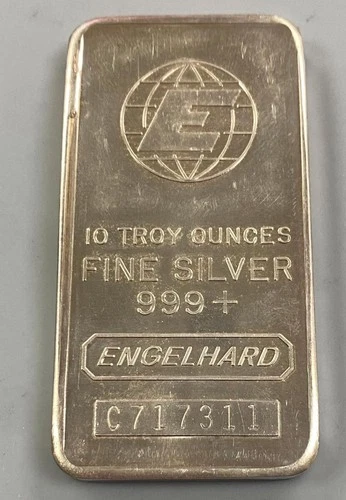 E
10 TROY OUNCES
FINE SILVER
999+
ENGELHARD
C717311